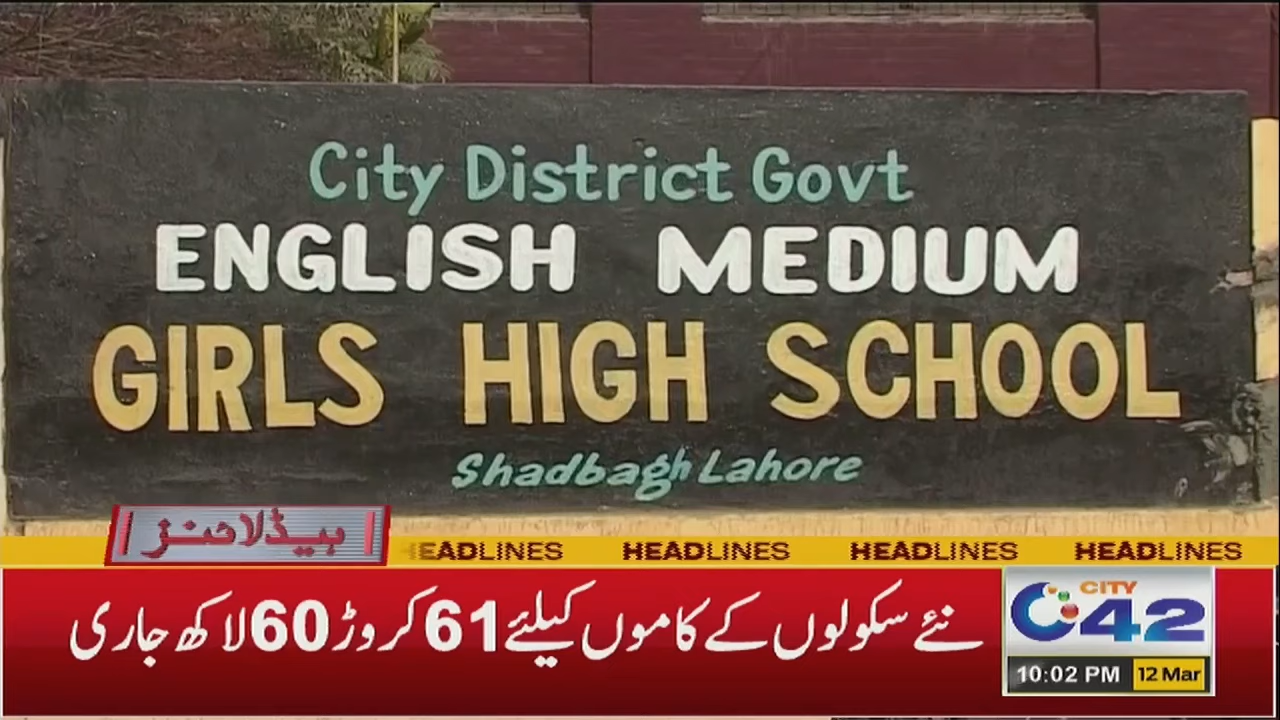 City District Govt
ENGLISH MEDIUM
GIRLS HIGH SCHOOL
Shadbagh Lahore
ہیڈلائنز
EADLINES HEADLINES HEADLINES HEADLINES
نئے سکولوں کے کاموں کیلئے 61 کروڑ 60 لاکھ جاری
CITY
42
10:02 PM 12 Mar